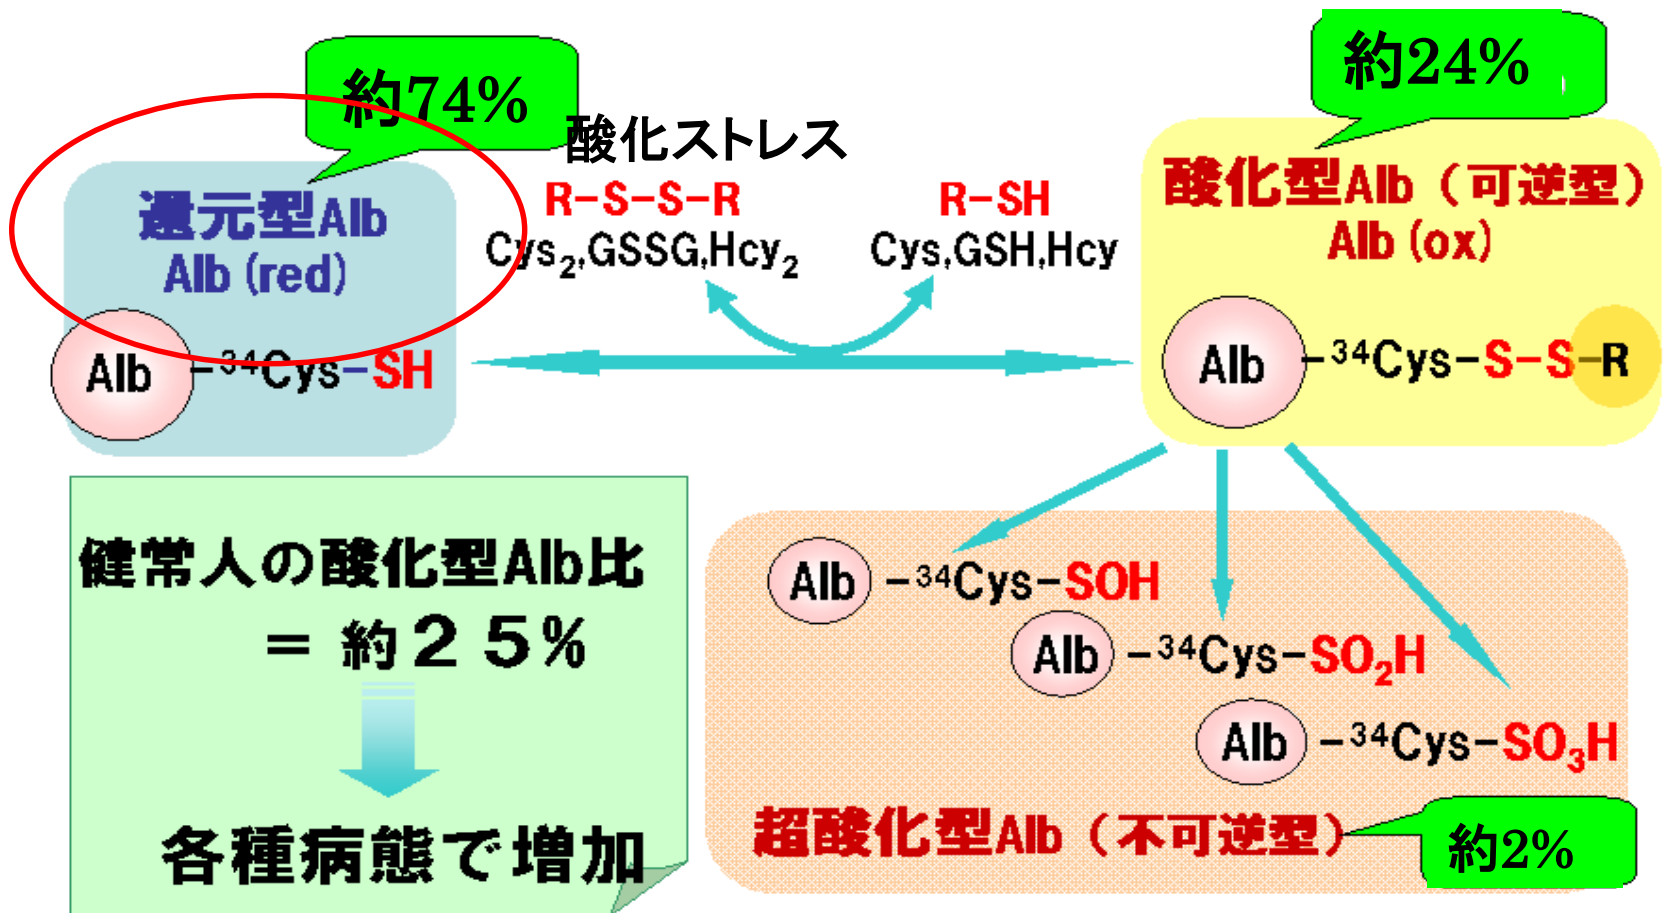 約74%
約24%
酸化ストレス
還元型Alb
Alb (red)
R-S-S-R
Cys₂,GSSG,Hcy₂
R-SH
Cys,GSH,Hcy
酸化型Alb（可逆型）
Alb (ox)
Alb -³⁴Cys-SH
Alb -³⁴Cys-S-S-R
健常人の酸化型Alb比
= 約２５%
各種病態で増加
Alb -³⁴Cys-SOH
Alb -³⁴Cys-SO₂H
Alb -³⁴Cys-SO₃H
超酸化型Alb（不可逆型）
約2%